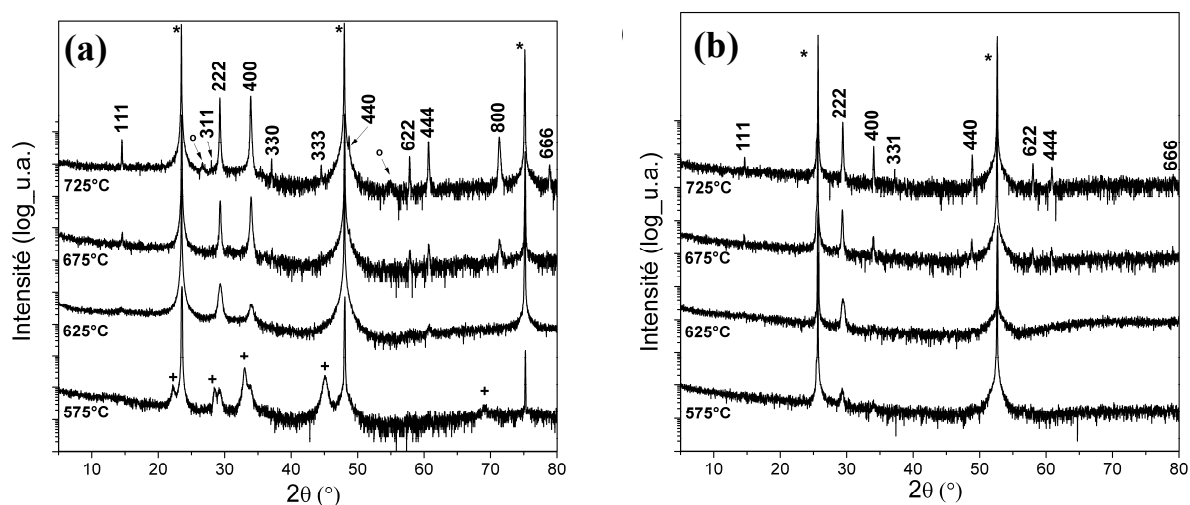 (a)
*
*
*
222
400
440
111
o
311
330
333
o
622
444
800
666
725°C
675°C
625°C
+
+
+
+
+
575°C
10 20 30 40 50 60 70 80
2θ (°)
Intensité (log_u.a.)
(b)
*
*
111
222
400
331
440
622
444
666
725°C
675°C
625°C
575°C
10 20 30 40 50 60 70 80
2θ (°)
Intensité (log_u.a.)